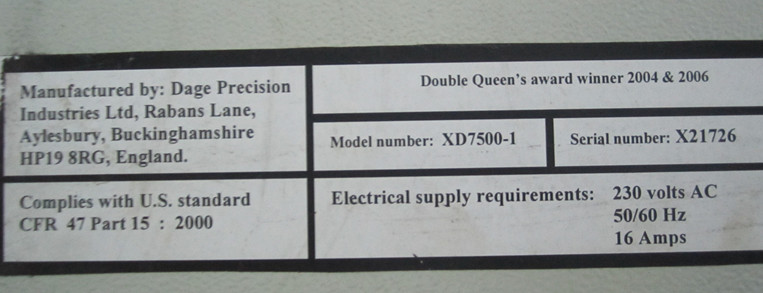 Manufactured by: Dage Precision
Industries Ltd, Rabans Lane,
Aylesbury, Buckinghamshire
HP19 8RG, England.
Double Queen's award winner 2004 & 2006
Model number: XD7500-1
Serial number: X21726
Complies with U.S. standard
CFR 47 Part 15 : 2000
Electrical supply requirements: 230 volts AC
50/60 Hz
16 Amps